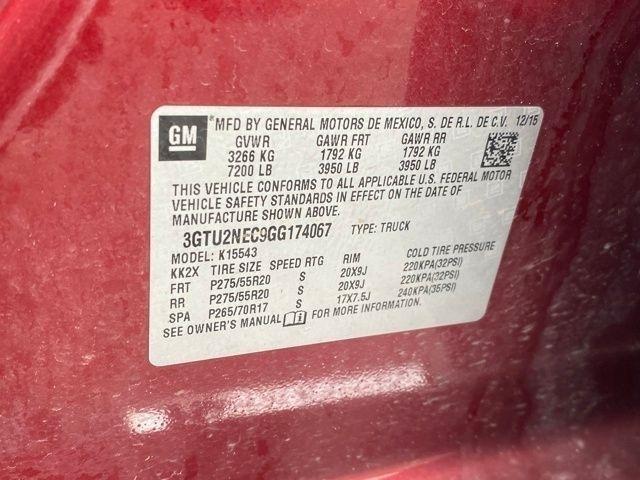 GM
*MFD BY GENERAL MOTORS DE MEXICO, S. DE R.L. DE C.V. 12/15
GVWR GAWR FRT GAWR RR
3266 KG 1792 KG 1792 KG
7200 LB 3950 LB 3950 LB
THIS VEHICLE CONFORMS TO ALL APPLICABLE U.S. FEDERAL MOTOR
VEHICLE SAFETY STANDARDS IN EFFECT ON THE DATE OF
MANUFACTURE SHOWN ABOVE.
3GTU2NEC9GG174067 TYPE: TRUCK
MODEL: K15543
KK2X TIRE SIZE SPEED RTG RIM COLD TIRE PRESSURE
FRT P275/55R20 S 20X9J 220KPA(32PSI)
RR P275/55R20 S 20X9J 220KPA(32PSI)
SPA P265/70R17 S 17X7.5J 240KPA(35PSI)
SEE OWNER'S MANUAL FOR MORE INFORMATION.